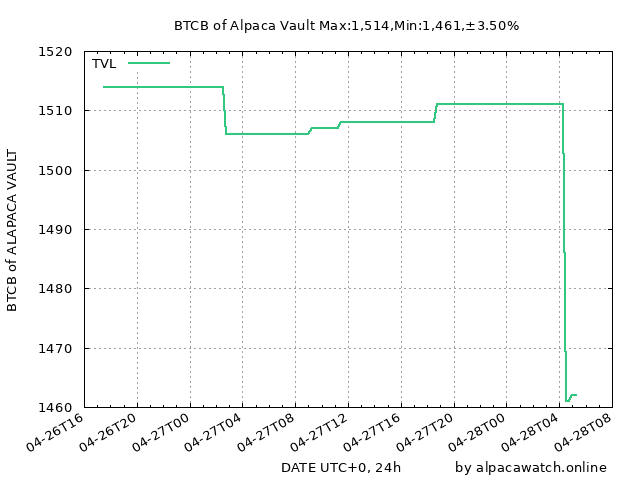 BTCB of Alpaca Vault Max:1,514,Min:1,461,±3.50%
TVL
1520
1510
1500
1490
1480
1470
1460
BTCB of ALAPACA VAULT
04-26T16
04-26T20
04-27T00
04-27T04
04-27T08
04-27T12
04-27T16
04-27T20
04-28T00
04-28T04
04-28T08
DATE UTC+0, 24h
by alpacawatch.online